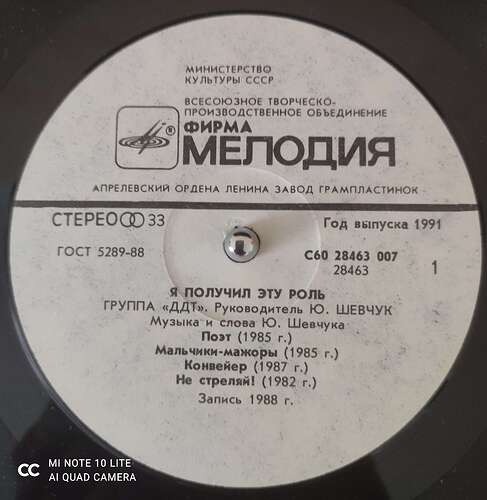 МИНИСТЕРСТВО
КУЛЬТУРЫ СССР
ВСЕСОЮЗНОЕ ТВОРЧЕСКО-
ПРОИЗВОДСТВЕННОЕ ОБЪЕДИНЕНИЕ
ФИРМА
МЕЛОДИЯ
®
АПРЕЛЕВСКИЙ ОРДЕНА ЛЕНИНА ЗАВОД ГРАМПЛАСТИНОК
СТЕРЕО 33
Год выпуска 1991
ГОСТ 5289-88
С60 28463 007
28463
1
Я ПОЛУЧИЛ ЭТУ РОЛЬ
ГРУППА «ДДТ». Руководитель Ю. ШЕВЧУК
Музыка и слова Ю. Шевчука
Поэт (1985 г.)
Мальчики-мажоры (1985 г.)
Конвейер (1987 г.)
Не стреляй! (1982 г.)
Запись 1988 г.
CC MI NOTE 10 LITE
AI QUAD CAMERA